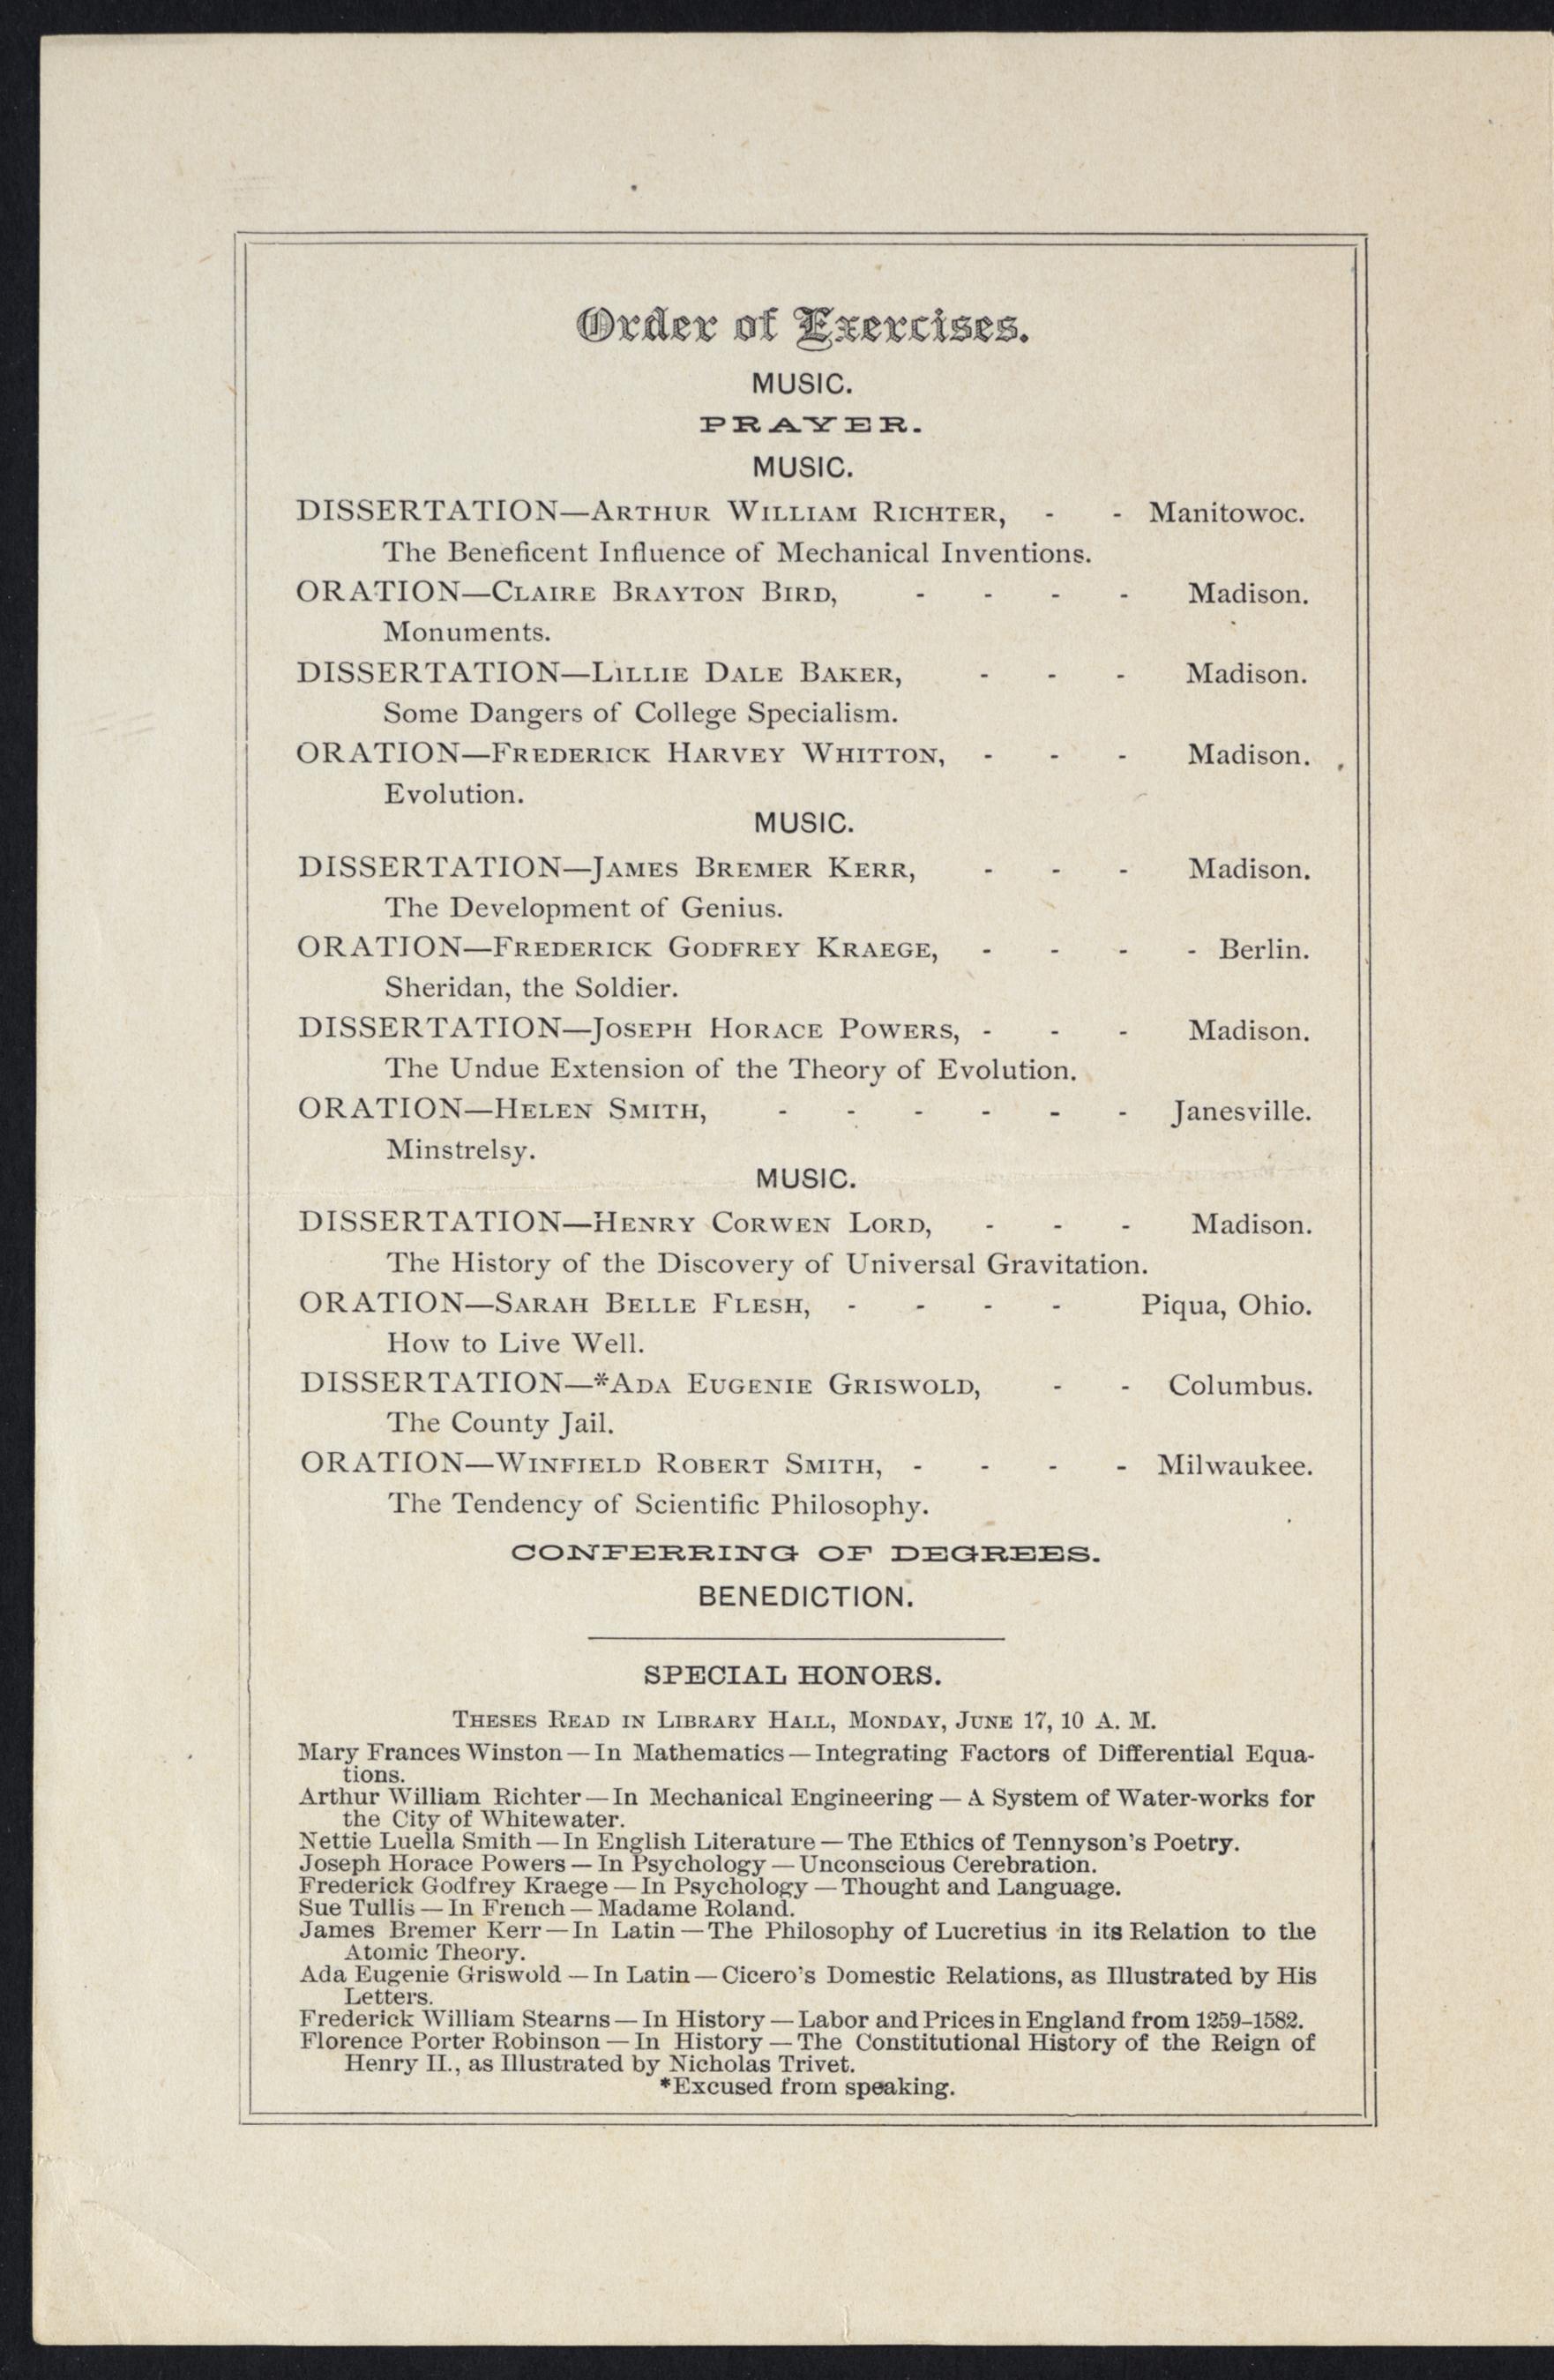 Order of Exercises.
MUSIC.
PRAYER.
MUSIC.
DISSERTATION—ARTHUR WILLIAM RICHTER, - - Manitowoc.
The Beneficent Influence of Mechanical Inventions.
ORATION—CLAIRE BRAYTON BIRD, - - - - Madison.
Monuments.
DISSERTATION—LILLIE DALE BAKER, - - - Madison.
Some Dangers of College Specialism.
ORATION—FREDERICK HARVEY WHITTON, - - - Madison.
Evolution.
MUSIC.
DISSERTATION—JAMES BREMER KERR, - - - Madison.
The Development of Genius.
ORATION—FREDERICK GODFREY KRAEGE, - - - - Berlin.
Sheridan, the Soldier.
DISSERTATION—JOSEPH HORACE POWERS, - - - Madison.
The Undue Extension of the Theory of Evolution.
ORATION—HELEN SMITH, - - - - - - Janesville.
Minstrelsy.
MUSIC.
DISSERTATION—HENRY CORWEN LORD, - - - Madison.
The History of the Discovery of Universal Gravitation.
ORATION—SARAH BELLE FLESH, - - - - Piqua, Ohio.
How to Live Well.
DISSERTATION—*ADA EUGENIE GRISWOLD, - - Columbus.
The County Jail.
ORATION—WINFIELD ROBERT SMITH, - - - - Milwaukee.
The Tendency of Scientific Philosophy.
CONFERRING OF DEGREES.
BENEDICTION.
SPECIAL HONORS.
THESES READ IN LIBRARY HALL, MONDAY, JUNE 17, 10 A. M.
Mary Frances Winston—In Mathematics—Integrating Factors of Differential Equa-
tions.
Arthur William Richter—In Mechanical Engineering—A System of Water-works for
the City of Whitewater.
Nettie Luella Smith—In English Literature—The Ethics of Tennyson's Poetry.
Joseph Horace Powers—In Psychology—Unconscious Cerebration.
Frederick Godfrey Kraege—In Psychology—Thought and Language.
Sue Tullis—In French—Madame Roland.
James Bremer Kerr—In Latin—The Philosophy of Lucretius in its Relation to the
Atomic Theory.
Ada Eugenie Griswold—In Latin—Cicero's Domestic Relations, as Illustrated by His
Letters.
Frederick William Stearns—In History—Labor and Prices in England from 1259-1582.
Florence Porter Robinson—In History—The Constitutional History of the Reign of
Henry II., as Illustrated by Nicholas Trivet.
*Excused from speaking.